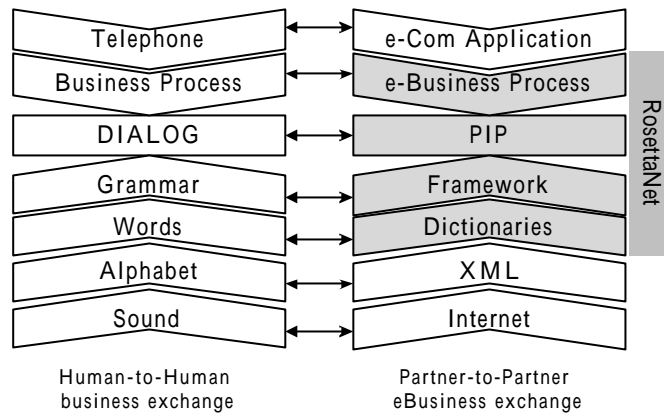 Telephone
e-Com Application
Business Process
e-Business Process
DIALOG
PIP
Grammar
Framework
Words
Dictionaries
Alphabet
XML
Sound
Internet
RosettaNet
Human-to-Human
business exchange
Partner-to-Partner
eBusiness exchange